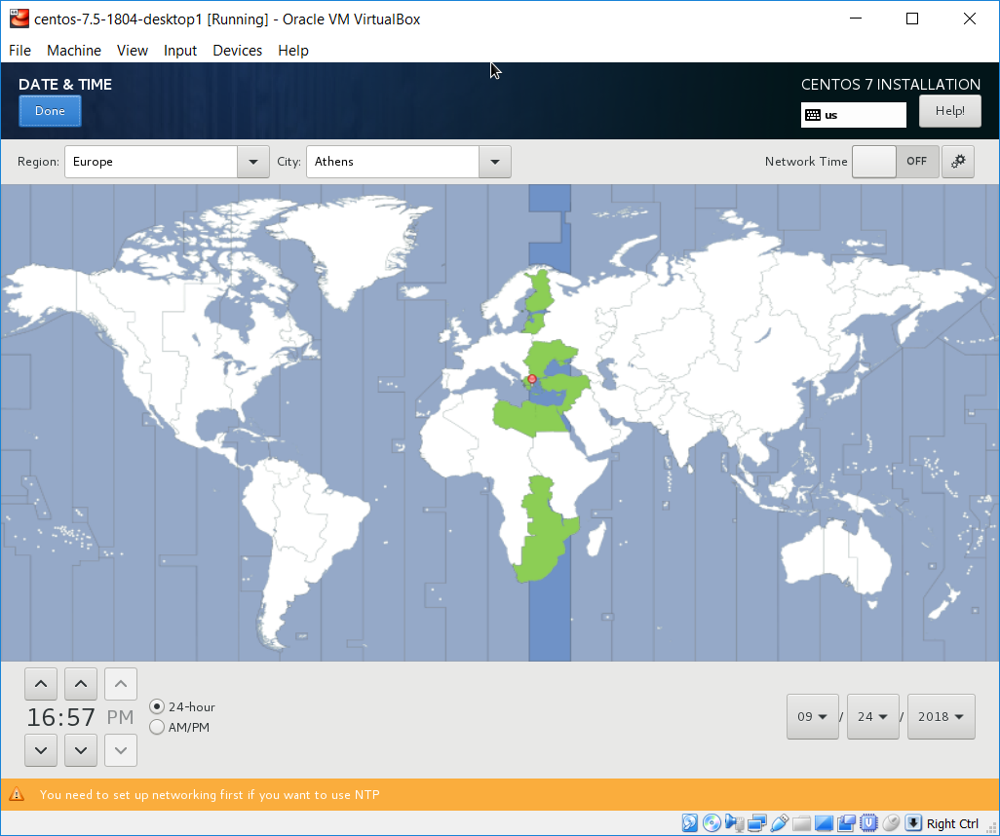 centos-7.5-1804-desktop1 [Running] - Oracle VM VirtualBox
File Machine View Input Devices Help
DATE & TIME
CENTOS 7 INSTALLATION
Done
us
Help!
Region: Europe City: Athens Network Time OFF
16:57 PM
24-hour
AM/PM
09 / 24 / 2018
You need to set up networking first if you want to use NTP
Right Ctrl